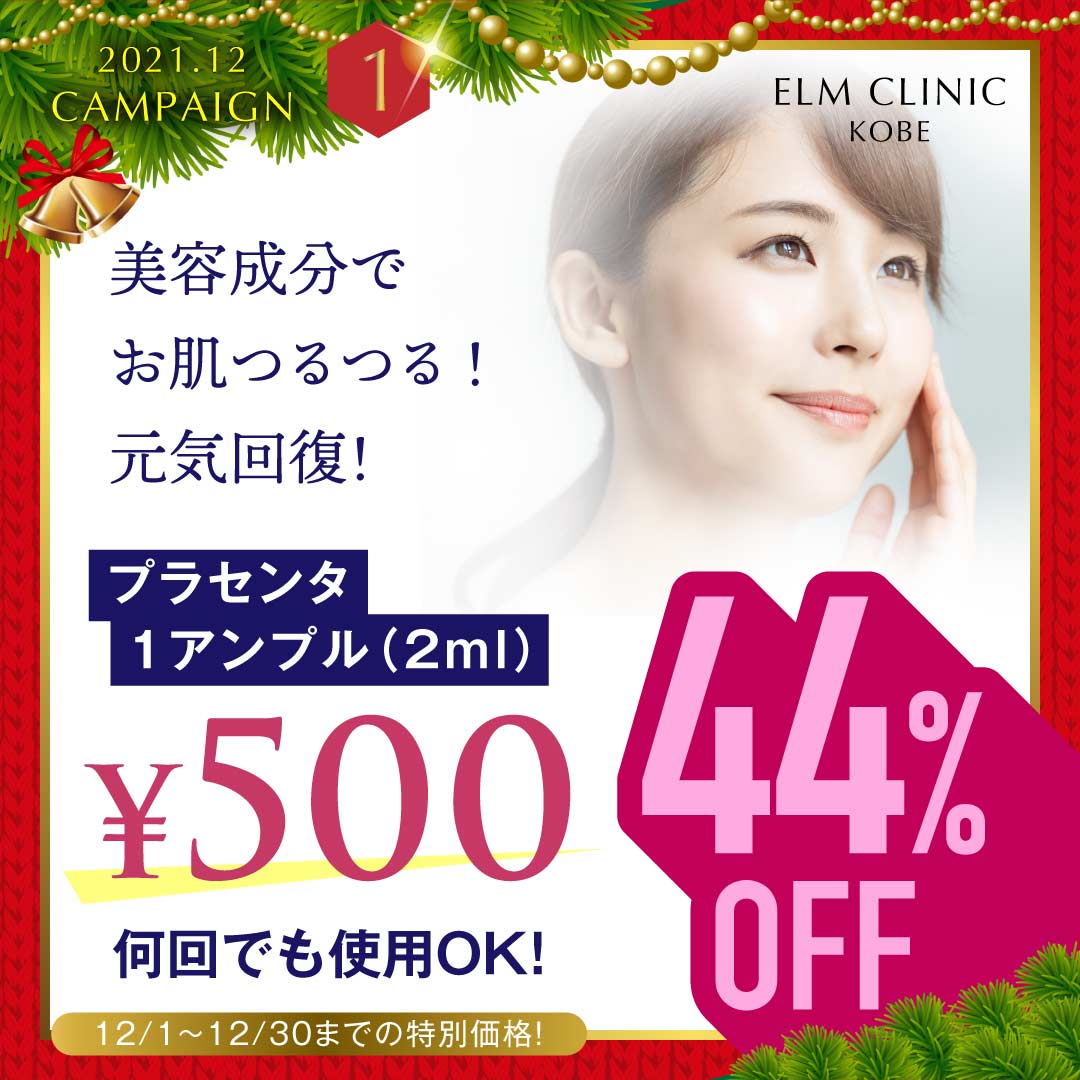 2021.12
CAMPAIGN
1
ELM CLINIC
KOBE
美容成分で
お肌つるつる！
元気回復！
プラセンタ
1アンプル（2ml）
¥500
44%
OFF
何回でも使用OK！
12/1～12/30までの特別価格！